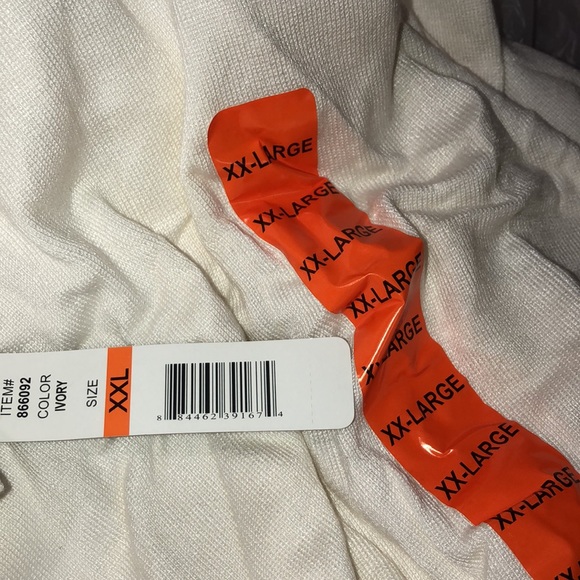 XX-LARGE
XX-LARGE
XX-LARGE
XX-LARGE
XX-LARGE
XX-LARGE
XX-LARGE
XX-LARGE
ITEM#
866092
COLOR
IVORY
SIZE
XXL
8 84462 39167 4